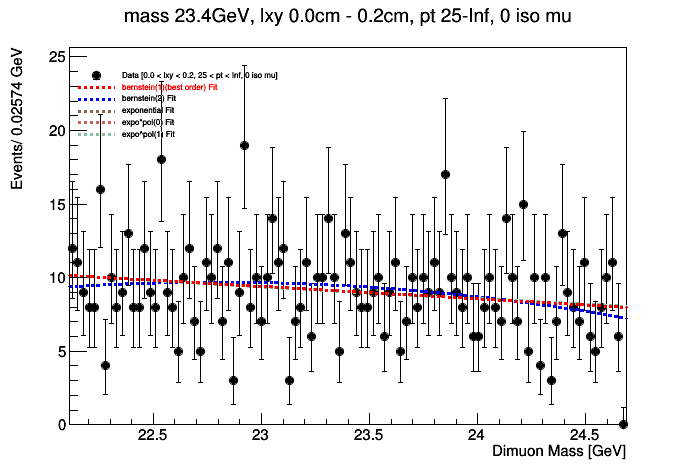 mass 23.4GeV, lxy 0.0cm - 0.2cm, pt 25-Inf, 0 iso mu
Events/ 0.02574 GeV
25
20
15
10
5
0
Data [0.0 < lxy < 0.2, 25 < pt < Inf, 0 iso mu]
bernstein(1)(best order) Fit
bernstein(2) Fit
exponential Fit
expo*pol(0) Fit
expo*pol(1) Fit
22.5 23 23.5 24 24.5
Dimuon Mass [GeV]